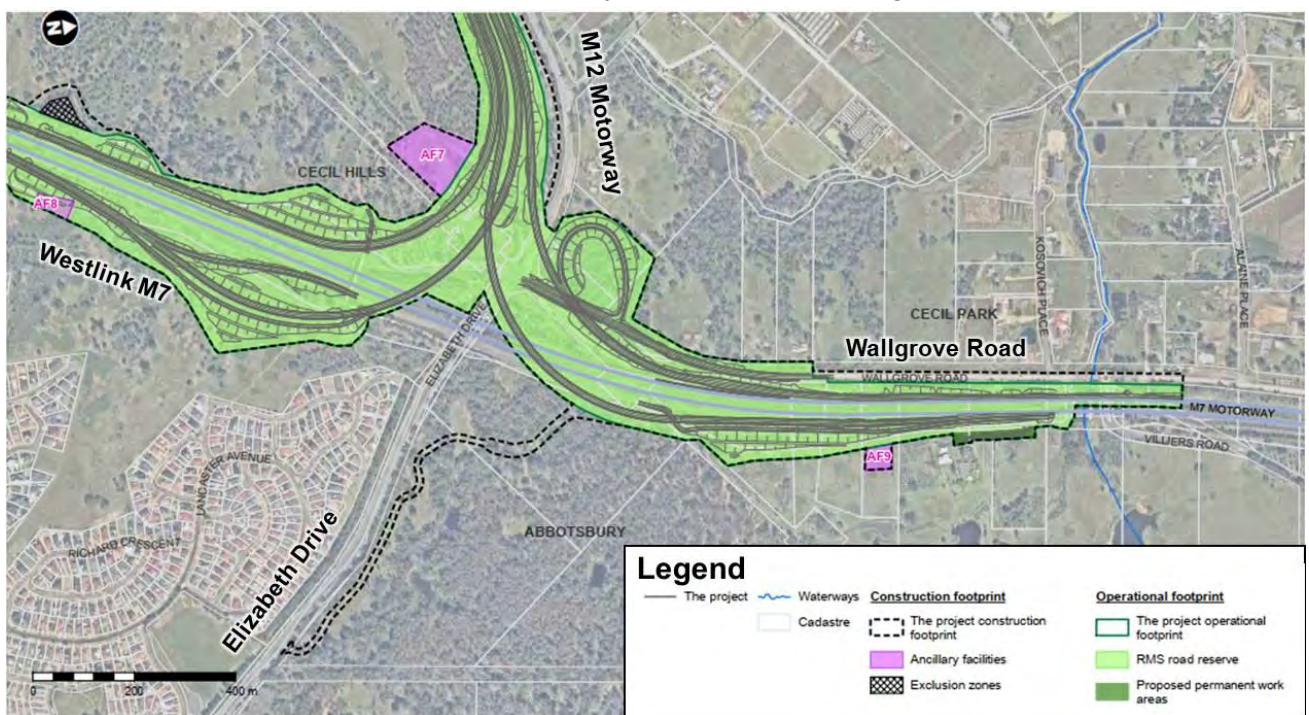 N
M12 Motorway
AF7
CECIL HILLS
AF8
Westlink M7
ELIZABETH DRIVE
KOSOVICH PLACE
ALAINE PLACE
CECIL PARK
Wallgrove Road
WALLGROVE ROAD
M7 MOTORWAY
VILLIERS ROAD
AF9
LANCASTER AVENUE
RICHARD CRESCENT
Elizabeth Drive
ABBOTSBURY
0 200 400 m
Legend
The project
Waterways
Cadastre
Construction footprint
The project construction
footprint
Ancillary facilities
Exclusion zones
Operational footprint
The project operational
footprint
RMS road reserve
Proposed permanent work
areas